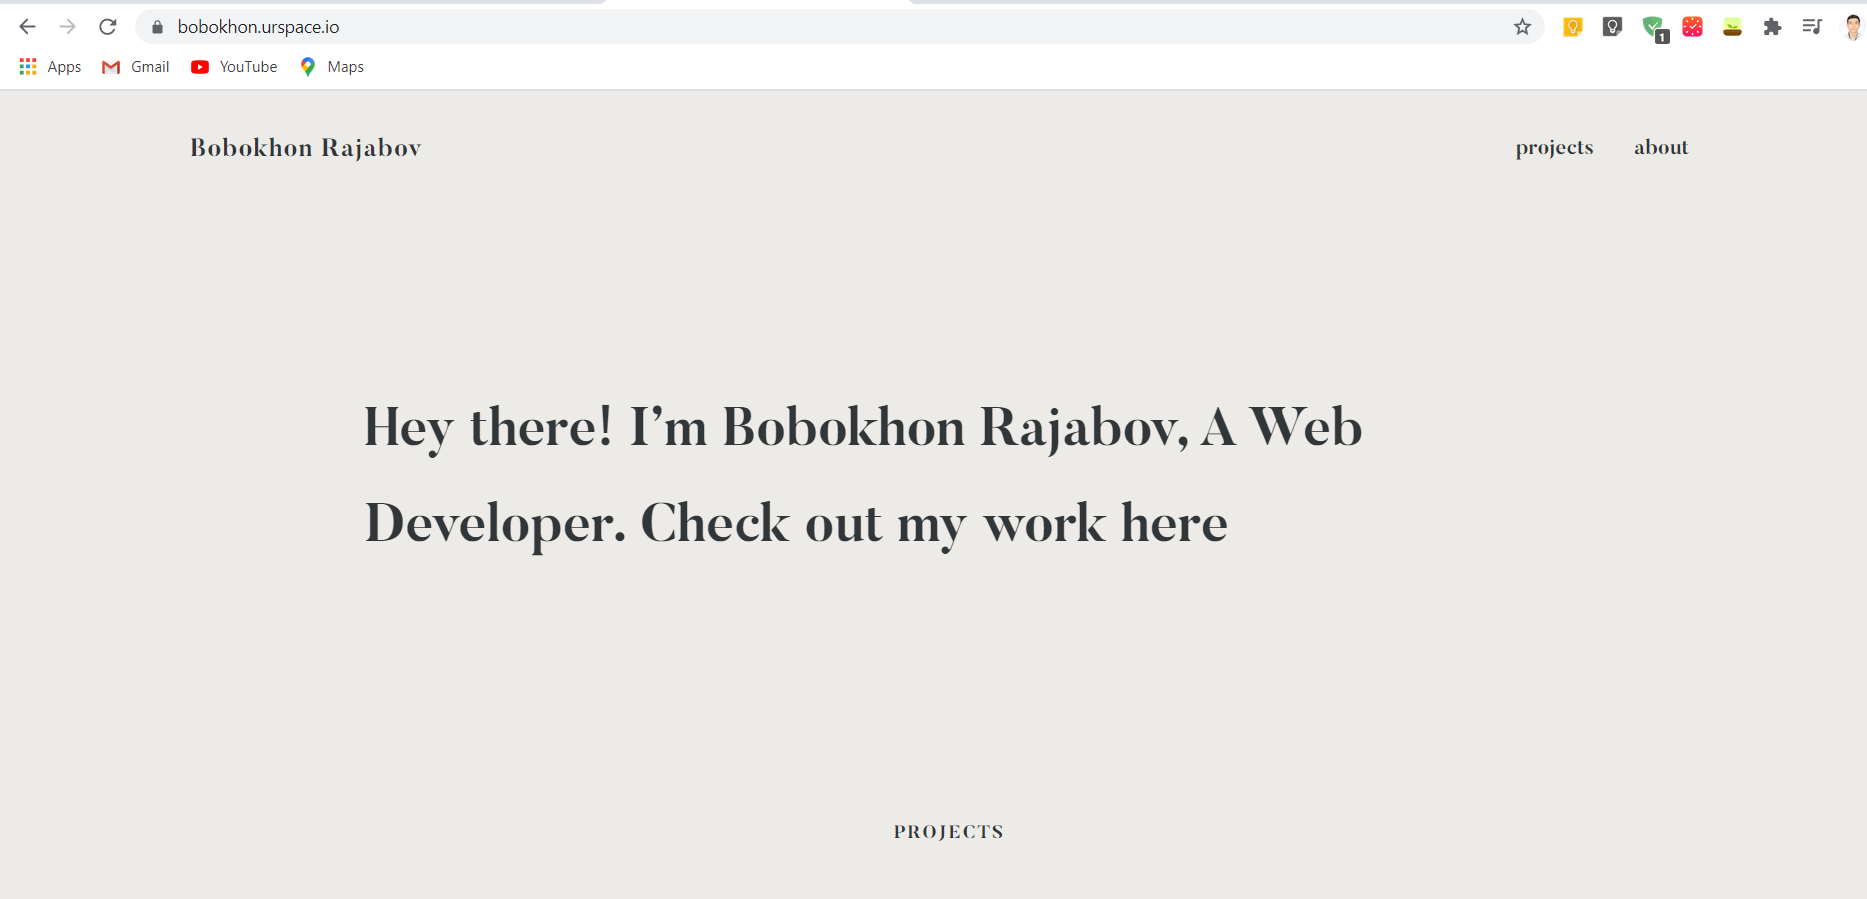 bobokhon.urspace.io
1
Apps Gmail YouTube Maps
Bobokhon Rajabov projects about
Hey there! I’m Bobokhon Rajabov, A Web
Developer. Check out my work here
PROJECTS